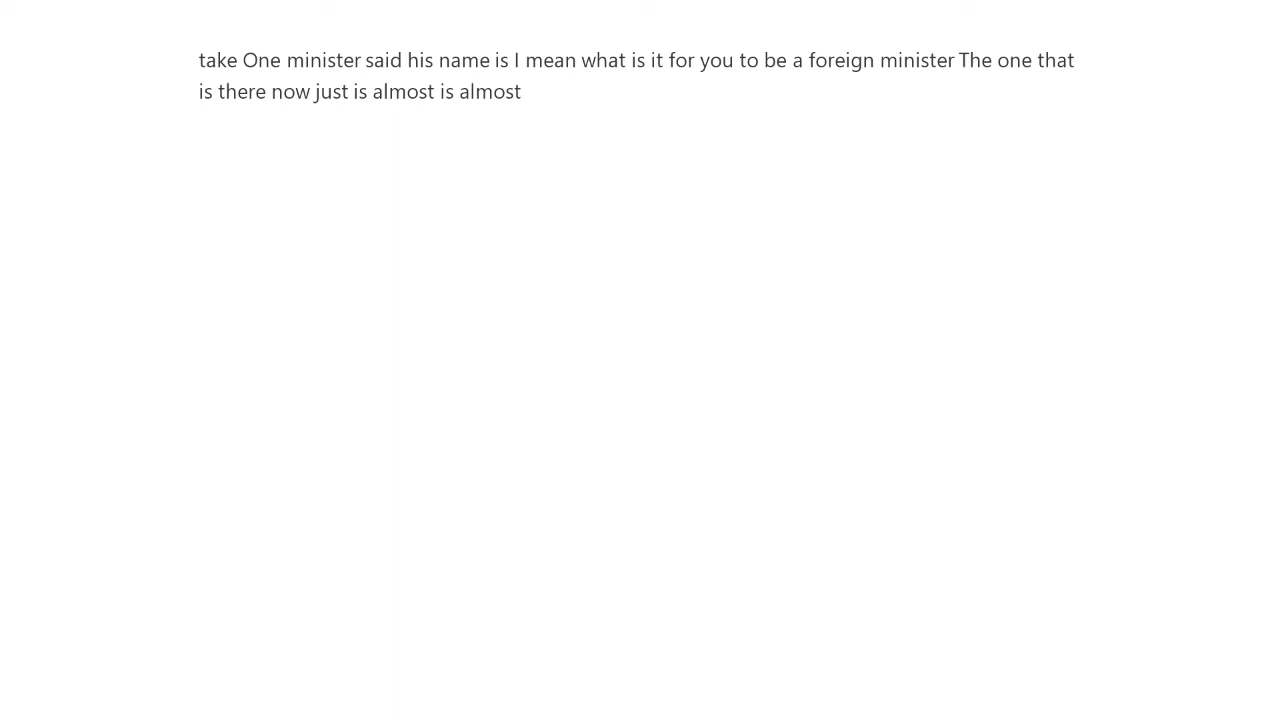 take One minister said his name is I mean what is it for you to be a foreign minister The one that
is there now just is almost is almost